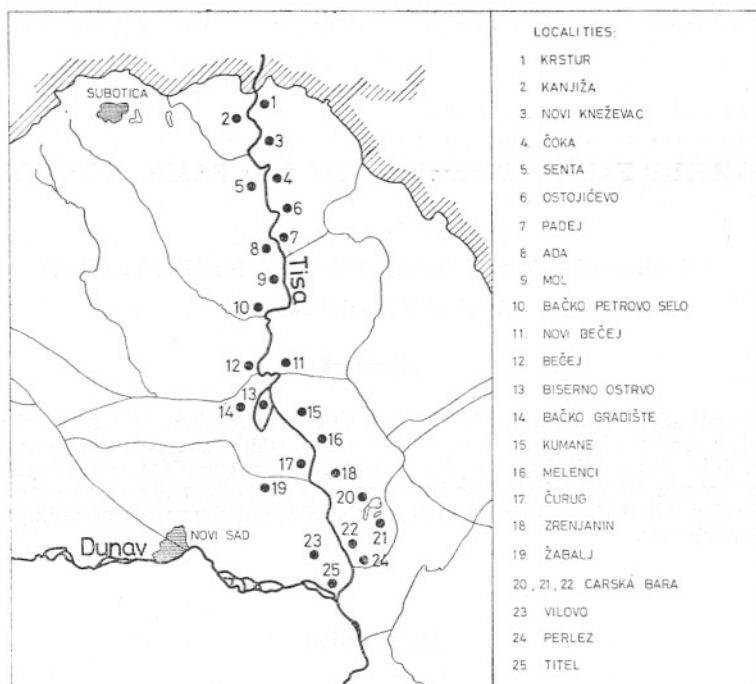 SUBOTICA
1
2
3
4
5
6
7
8
9
Tisa
10
11
12
13
14
15
16
17
18
19
20
21
22
23
24
25
NOVI SAD
Dunav
LOCALITIES:
1 KRSTUR
2 KANJIŽA
3 NOVI KNEŽEVAC
4 ČOKA
5 SENTA
6 OSTOJIĆEVO
7 PADEJ
8 ADA
9 MOL
10 BAČKO PETROVO SELO
11. NOVI BEČEJ
12 BEČEJ
13 BISERNO OSTRVO
14 BAČKO GRADIŠTE
15 KUMANE
16 MELENCI
17 ČURUG
18 ZRENJANIN
19 ŽABALJ
20, 21, 22. CARSKA BARA
23 VILOVO
24 PERLEZ
25 TITEL